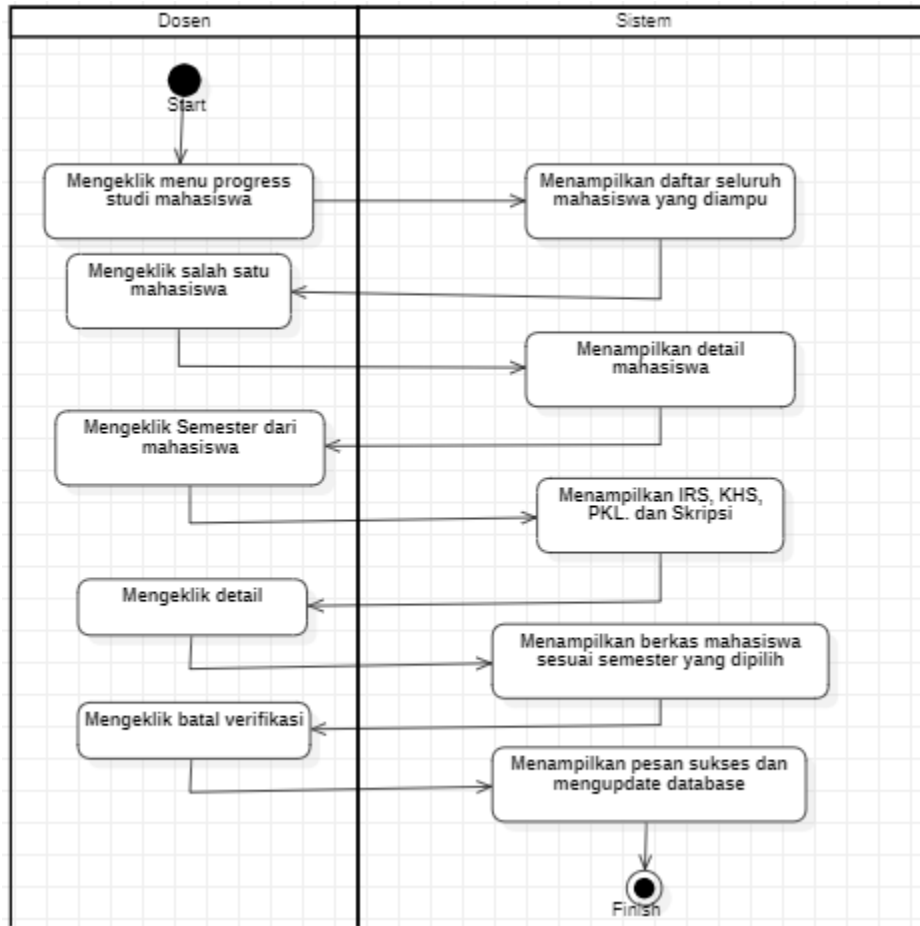 Dosen
Sistem
Start
Mengeklik menu progress
studi mahasiswa
Menampilkan daftar seluruh
mahasiswa yang diampu
Mengeklik salah satu
mahasiswa
Menampilkan detail
mahasiswa
Mengeklik Semester dari
mahasiswa
Menampilkan IRS, KHS,
PKL. dan Skripsi
Mengeklik detail
Menampilkan berkas mahasiswa
sesuai semester yang dipilih
Mengeklik batal verifikasi
Menampilkan pesan sukses dan
mengupdate database
Finish